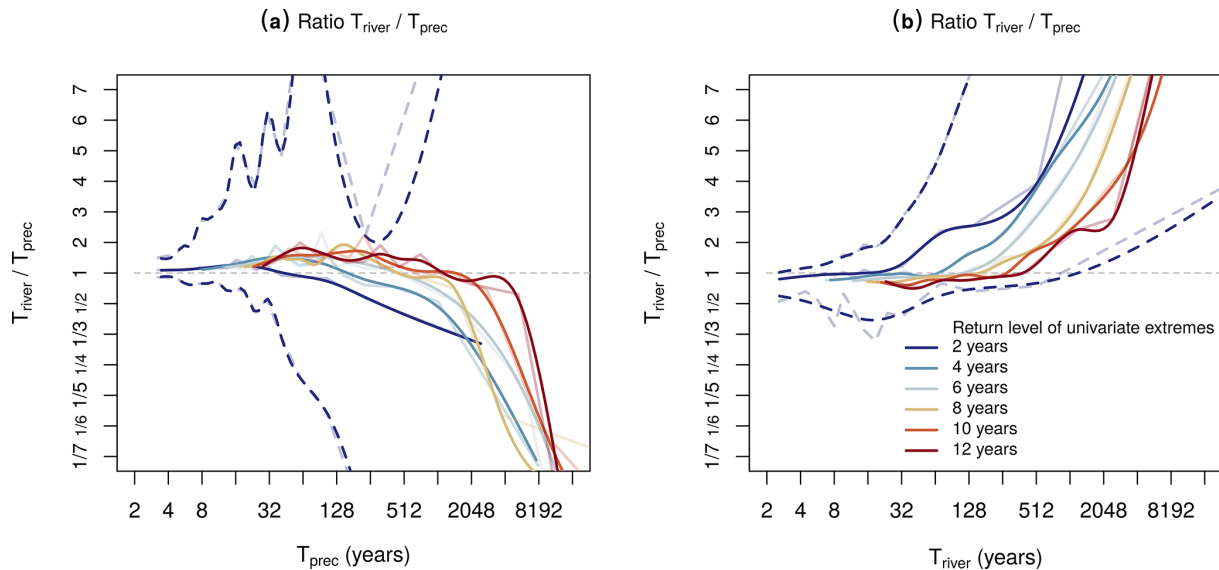 (a) Ratio T_river / T_prec
T_river / T_prec
7
6
5
4
3
2
1
1/2
1/3
1/4
1/5
1/6
1/7
2 4 8 32 128 512 2048 8192
T_prec (years)
(b) Ratio T_river / T_prec
T_river / T_prec
7
6
5
4
3
2
1
1/2
1/3
1/4
1/5
1/6
1/7
Return level of univariate extremes
2 years
4 years
6 years
8 years
10 years
12 years
2 4 8 32 128 512 2048 8192
T_river (years)